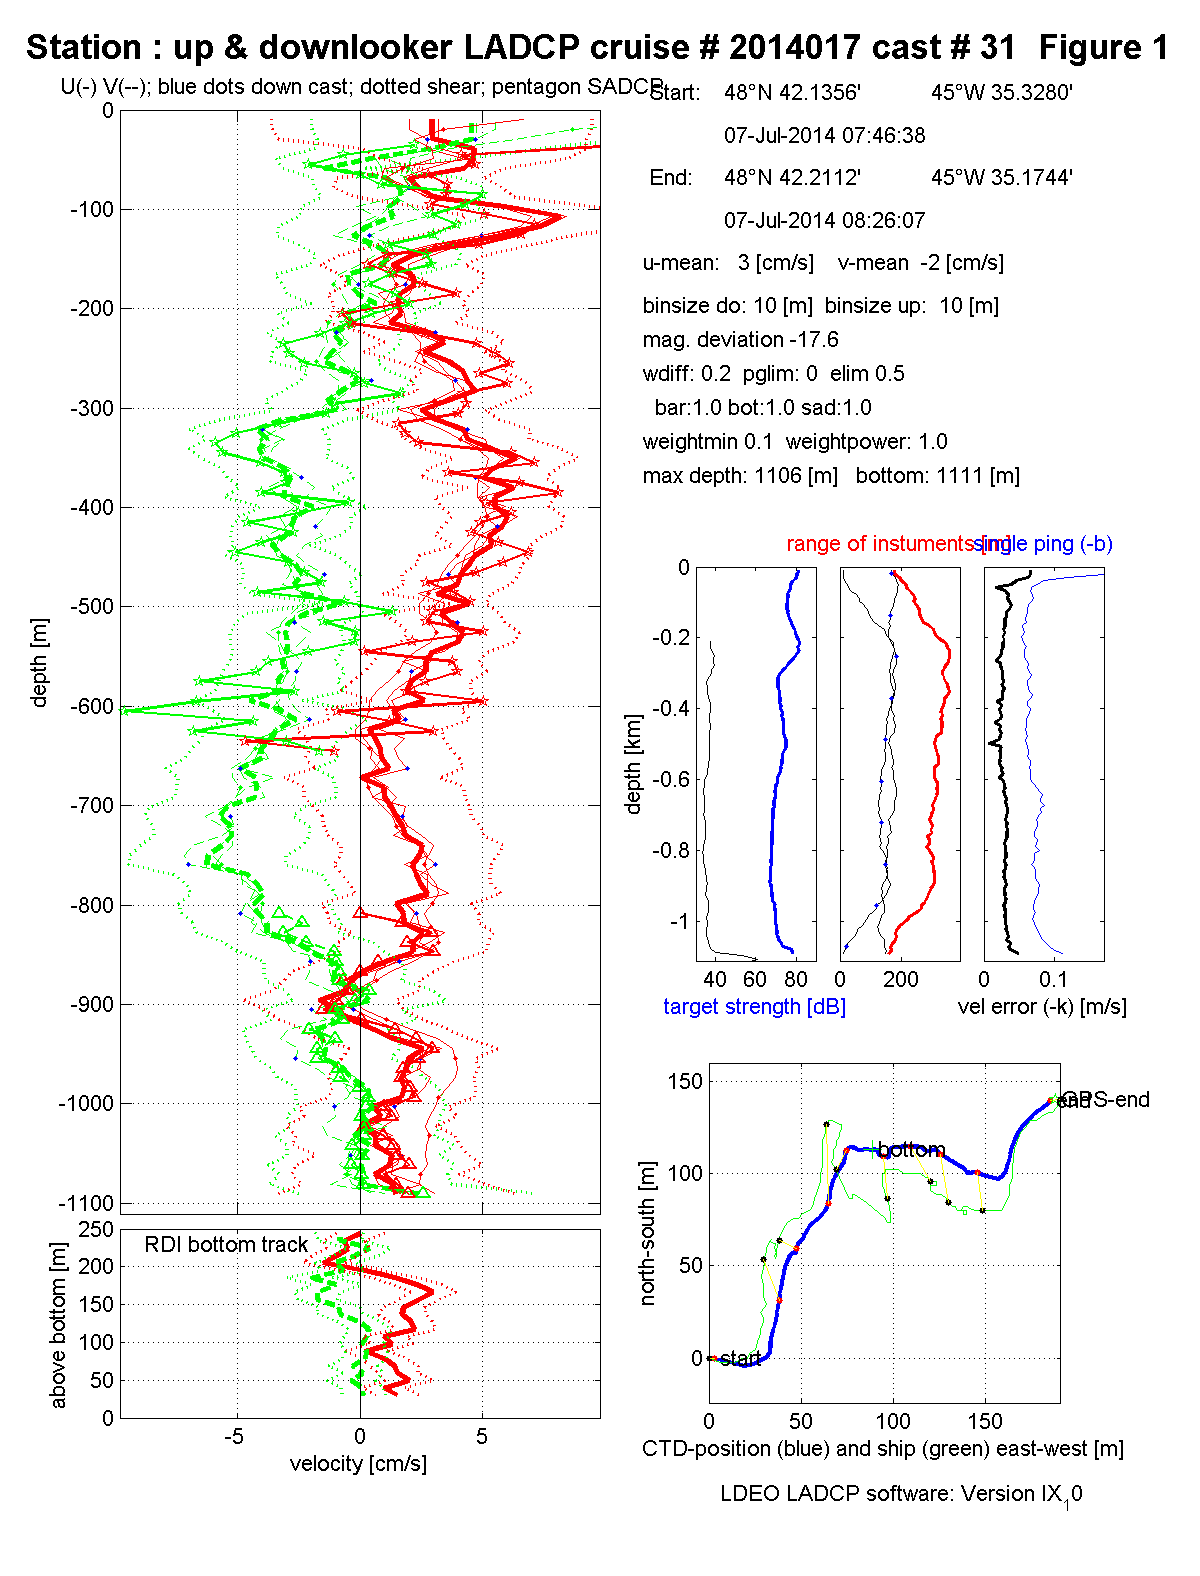 Station : up & downlooker LADCP cruise # 2014017 cast # 31  Figure 1
U(-) V(--); blue dots down cast; dotted shear; pentagon SADCP
Start: 48°N 42.1356' 45°W 35.3280'
07-Jul-2014 07:46:38
End: 48°N 42.2112' 45°W 35.1744'
07-Jul-2014 08:26:07
u-mean: 3 [cm/s] v-mean -2 [cm/s]
binsize do: 10 [m] binsize up: 10 [m]
mag. deviation -17.6
wdiff: 0.2 pglim: 0 elim 0.5
bar:1.0 bot:1.0 sad:1.0
weightmin 0.1 weightpower: 1.0
max depth: 1106 [m] bottom: 1111 [m]
0
-100
-200
-300
-400
-500
-600
-700
-800
-900
-1000
-1100
depth [m]
RDI bottom track
250
200
150
100
50
0
above bottom [m]
-5 0 5
velocity [cm/s]
range of instuments [m]
single ping (-b)
0
-0.2
-0.4
-0.6
-0.8
-1
depth [km]
40 60 80
0 200
0 0.1
target strength [dB]
vel error (-k) [m/s]
150
100
50
0
north-south [m]
start
bottom
end
GPS-end
0 50 100 150
CTD-position (blue) and ship (green) east-west [m]
LDEO LADCP software: Version IX10